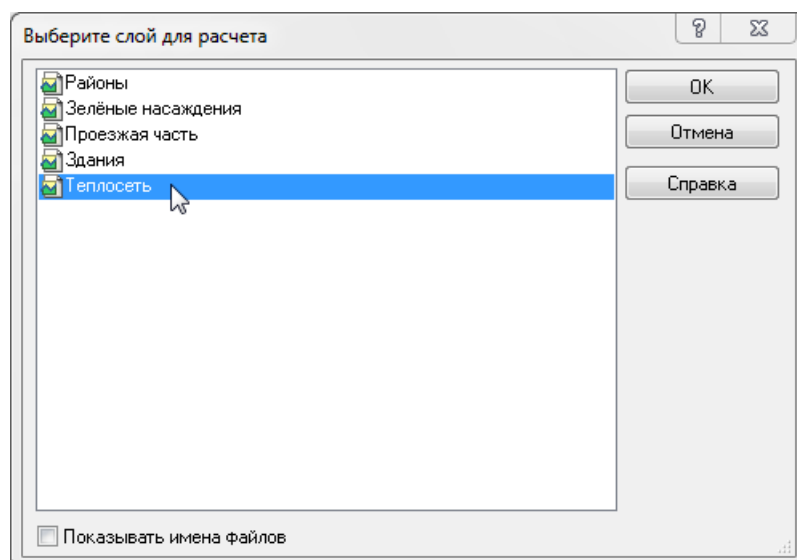 Выберите слой для расчета
Районы
Зелёные насаждения
Проезжая часть
Здания
Теплосеть
OK
Отмена
Справка
Показывать имена файлов